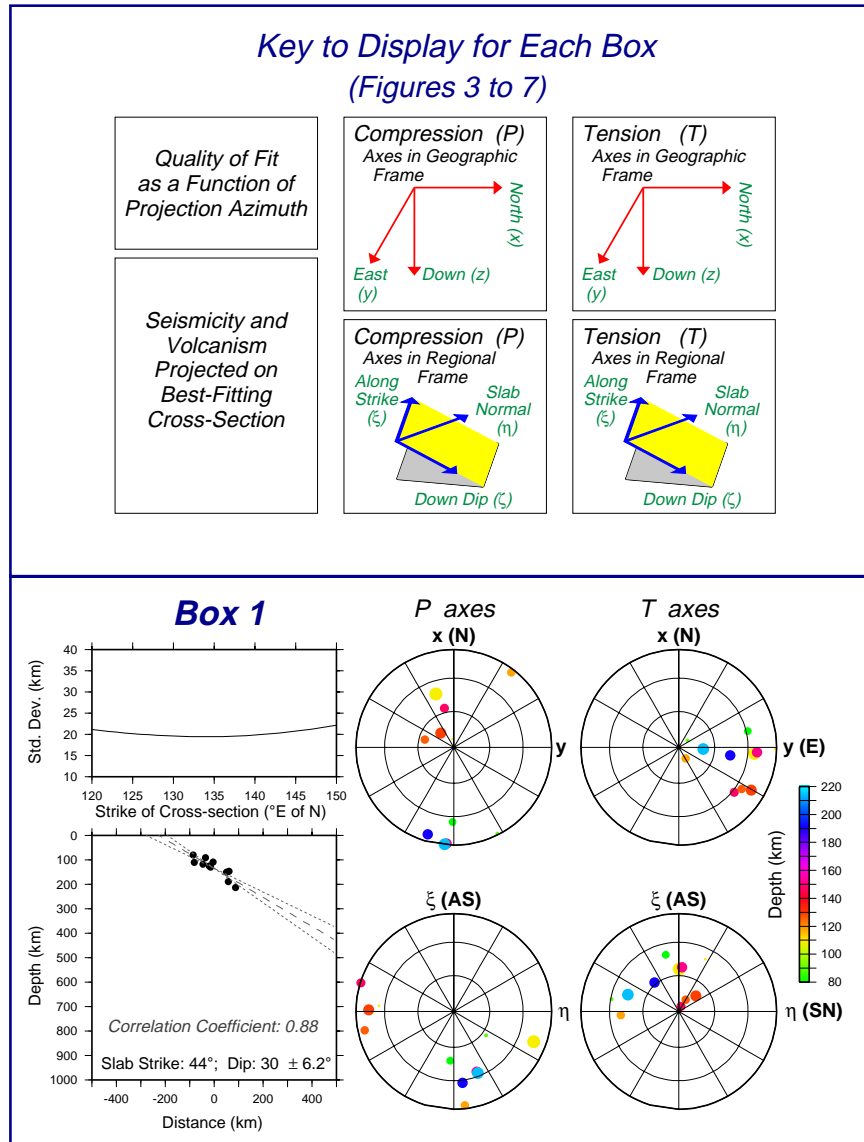 Key to Display for Each Box
(Figures 3 to 7)
Quality of Fit
as a Function of
Projection Azimuth
Compression (P)
Axes in Geographic
Frame
North (x)
East
(y)
Down (z)
Tension (T)
Axes in Geographic
Frame
North (x)
East
(y)
Down (z)
Seismicity and
Volcanism
Projected on
Best-Fitting
Cross-Section
Compression (P)
Axes in Regional
Frame
Along
Strike
(ξ)
Slab
Normal
(η)
Down Dip (ζ)
Tension (T)
Axes in Regional
Frame
Along
Strike
(ξ)
Slab
Normal
(η)
Down Dip (ζ)
Box 1
P axes
T axes
Std. Dev. (km)
40
35
30
25
20
15
10
120 125 130 135 140 145 150
Strike of Cross-section (°E of N)
x (N)
y
x (N)
y (E)
Depth (km)
0
100
200
300
400
500
600
700
800
900
1000
Correlation Coefficient: 0.88
Slab Strike: 44°; Dip: 30 ± 6.2°
-400 -200 0 200 400
Distance (km)
ξ (AS)
η
ξ (AS)
η (SN)
Depth (km)
220
200
180
160
140
120
100
80